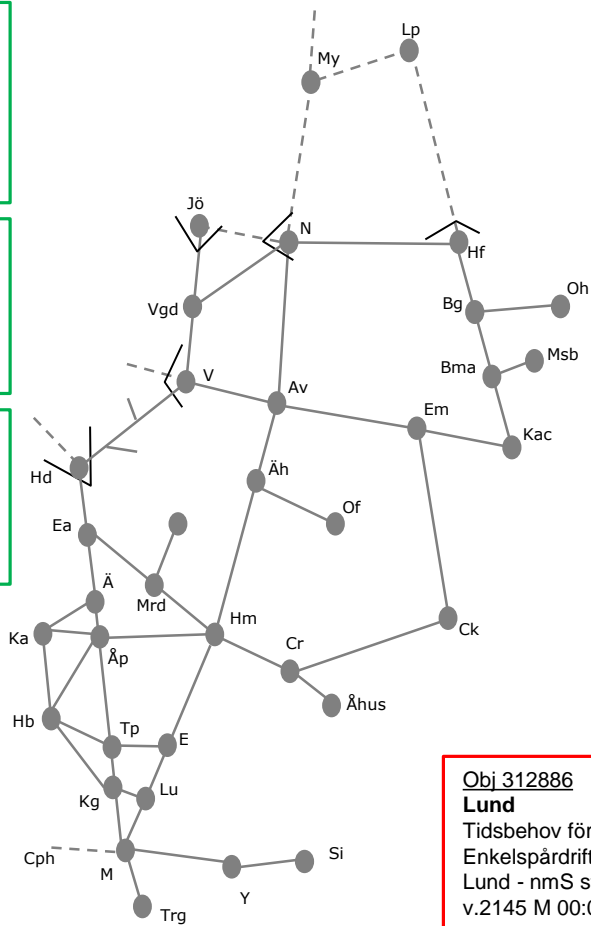 Lp
My
Jö
N
Hf
Oh
Bg
Vgd
Msb
Bma
V
Av
Em
Kac
Hd
Äh
Of
Ea
Ä
Mrd
Hm
Ck
Ka
Åp
Cr
Åhus
Hb
Tp
E
Kg
Lu
Cph
M
Si
Y
Trg
Obj 312886
Lund
Tidsbehov för
Enkelspårdrift
Lund - nmS
v.2145 M